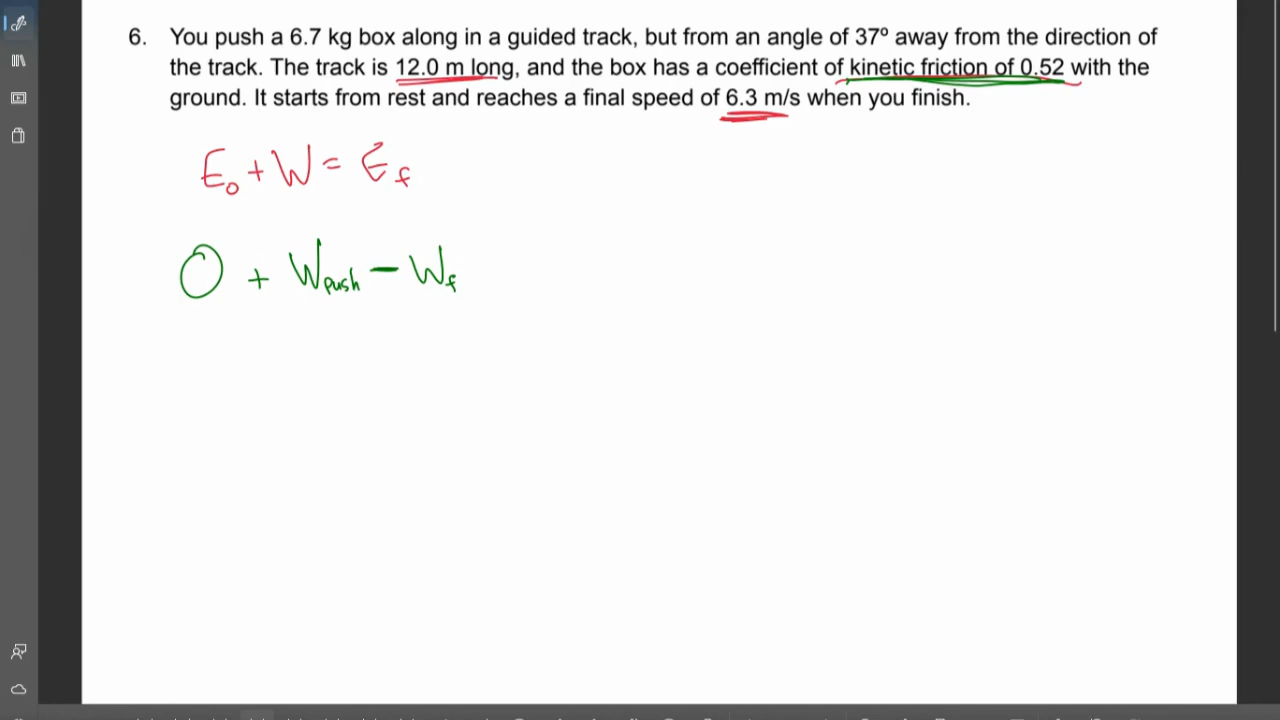 6. You push a 6.7 kg box along in a guided track, but from an angle of 37º away from the direction of
the track. The track is 12.0 m long, and the box has a coefficient of kinetic friction of 0.52 with the
ground. It starts from rest and reaches a final speed of 6.3 m/s when you finish.
E₀ + W = E_f
O + W_push - W_f